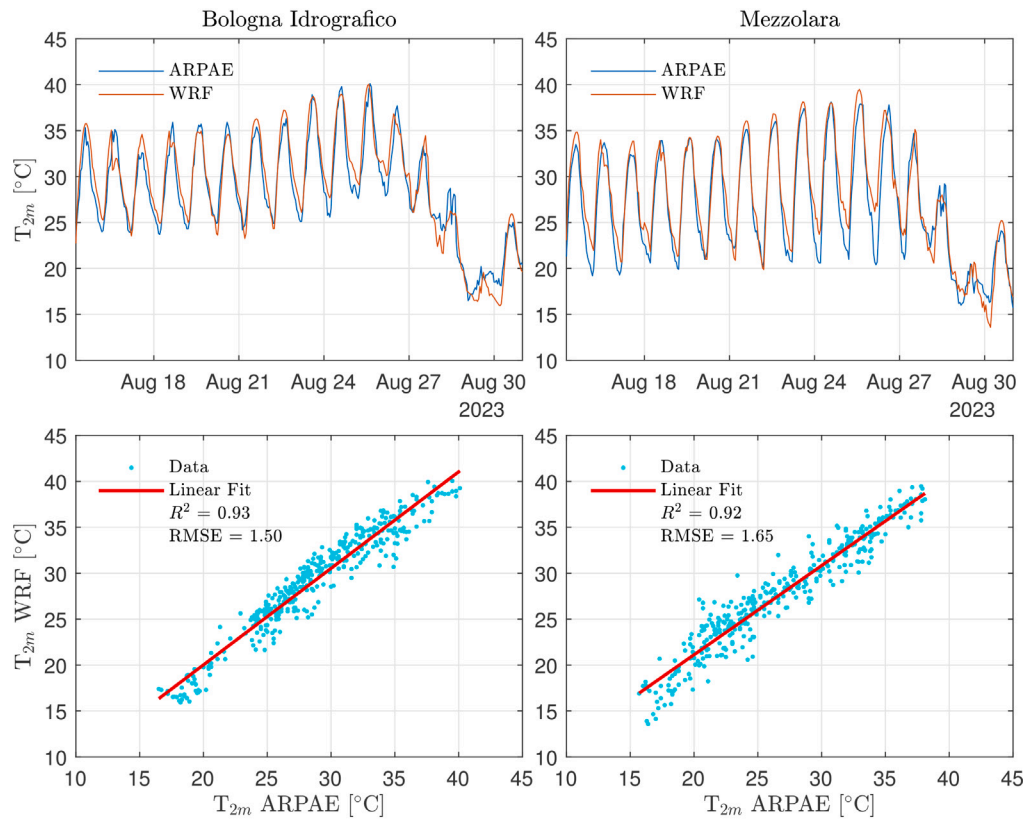 Bologna Idrografico
Mezzolara
45
40
35
30
25
20
15
10
T2m [°C]
ARPAE
WRF
Aug 18
Aug 21
Aug 24
Aug 27
Aug 30
2023
45
40
35
30
25
20
15
10
ARPAE
WRF
Aug 18
Aug 21
Aug 24
Aug 27
Aug 30
2023
45
40
35
30
25
20
15
10
T2m WRF [°C]
Data
Linear Fit
R² = 0.93
RMSE = 1.50
10 15 20 25 30 35 40 45
T2m ARPAE [°C]
45
40
35
30
25
20
15
10
Data
Linear Fit
R² = 0.92
RMSE = 1.65
10 15 20 25 30 35 40 45
T2m ARPAE [°C]